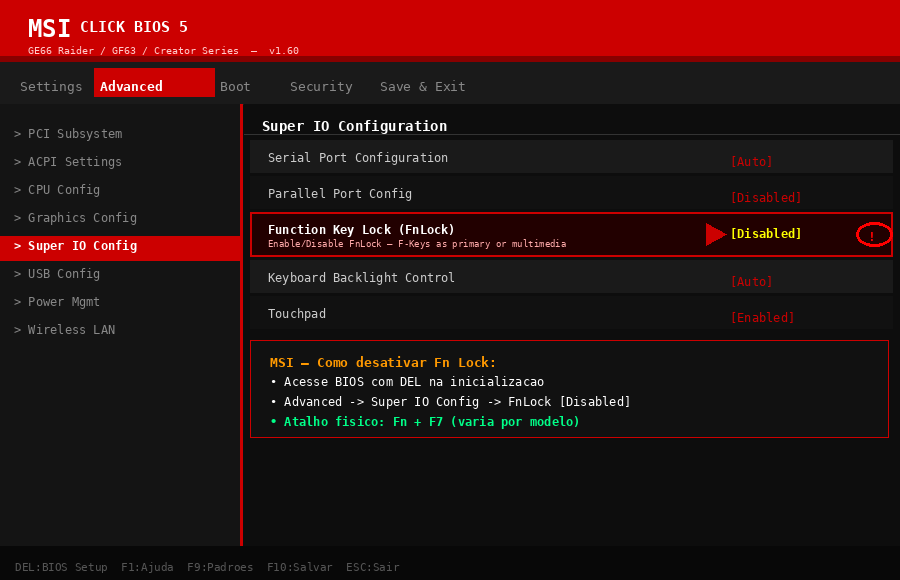 MSI CLICK BIOS 5
GE66 Raider / GF63 / Creator Series — v1.60
Settings Advanced Boot Security Save & Exit
> PCI Subsystem
> ACPI Settings
> CPU Config
> Graphics Config
> Super IO Config
> USB Config
> Power Mgmt
> Wireless LAN
Super IO Configuration
Serial Port Configuration [Auto]
Parallel Port Config [Disabled]
Function Key Lock (FnLock) [Disabled] !
Enable/Disable FnLock — F-Keys as primary or multimedia
Keyboard Backlight Control [Auto]
Touchpad [Enabled]
MSI — Como desativar Fn Lock:
• Acesse BIOS com DEL na inicializacao
• Advanced -> Super IO Config -> FnLock [Disabled]
• Atalho fisico: Fn + F7 (varia por modelo)
DEL:BIOS Setup F1:Ajuda F9:Padroes F10:Salvar ESC:Sair